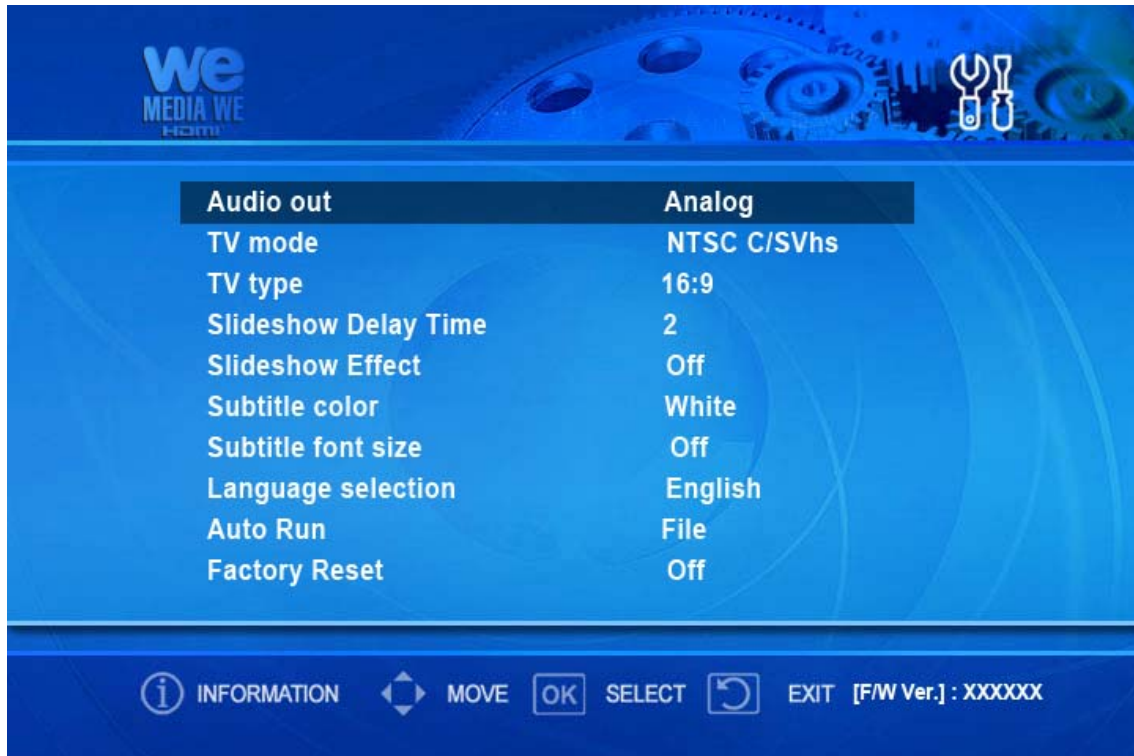 We
MEDIA WE
HDMI
Audio out Analog
TV mode NTSC C/SVhs
TV type 16:9
Slideshow Delay Time 2
Slideshow Effect Off
Subtitle color White
Subtitle font size Off
Language selection English
Auto Run File
Factory Reset Off
i INFORMATION MOVE OK SELECT EXIT [F/W Ver.] : XXXXXX